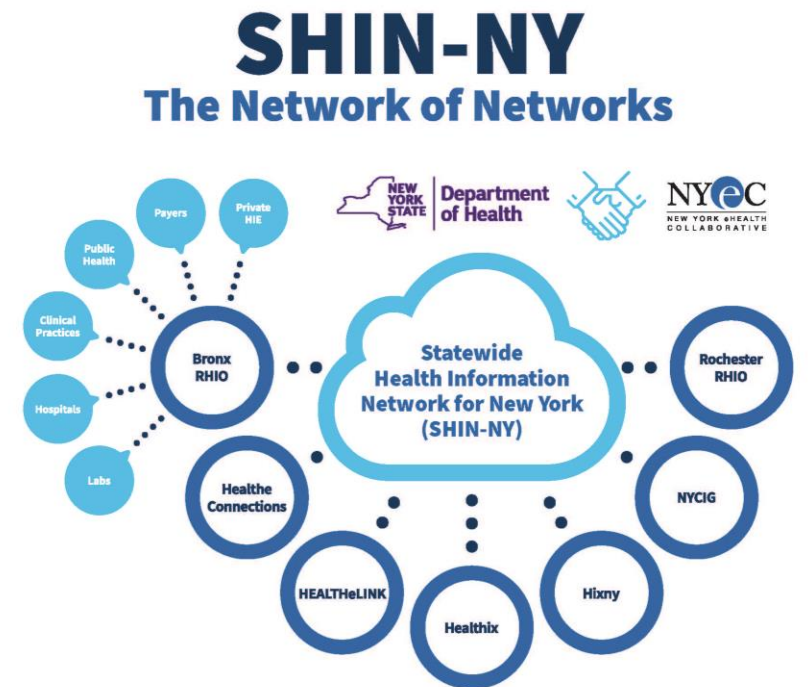 SHIN-NY
The Network of Networks
NEW
YORK
STATE
Department
of Health
NYeC
NEW YORK eHEALTH
COLLABORATIVE
Payers
Private
HIE
Public
Health
Clinical
Practices
Hospitals
Labs
Bronx
RHIO
Statewide
Health Information
Network for New York
(SHIN-NY)
Rochester
RHIO
Healthe
Connections
NYCIG
HEALTHeLINK
Hixny
Healthix